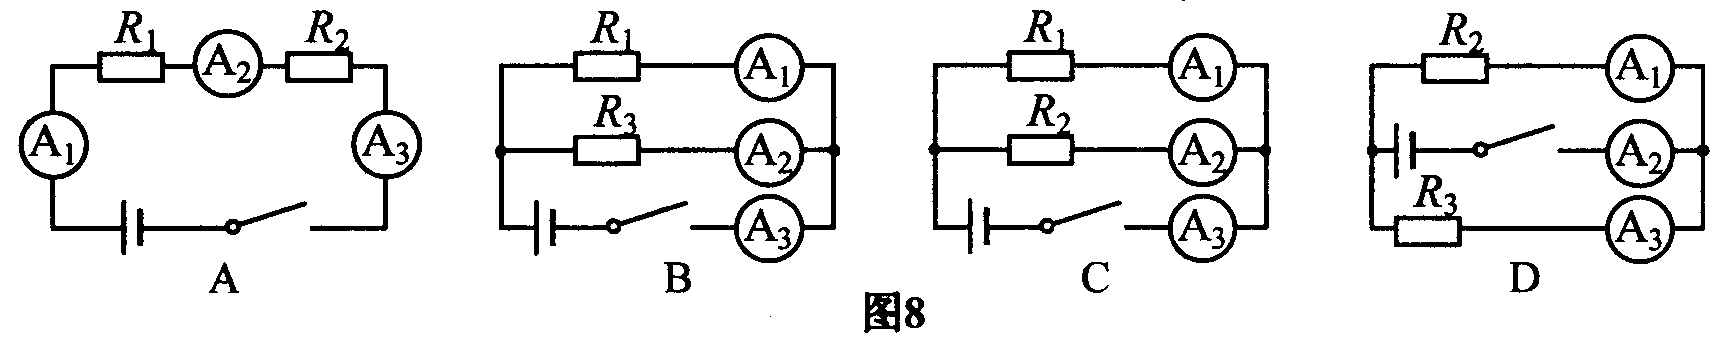 R₁ A₂ R₂
A₁ A₃
A
R₁ A₁
R₃ A₂
A₃
B
R₁ A₁
R₂ A₂
A₃
C
R₂ A₁
A₂
R₃ A₃
D
图8